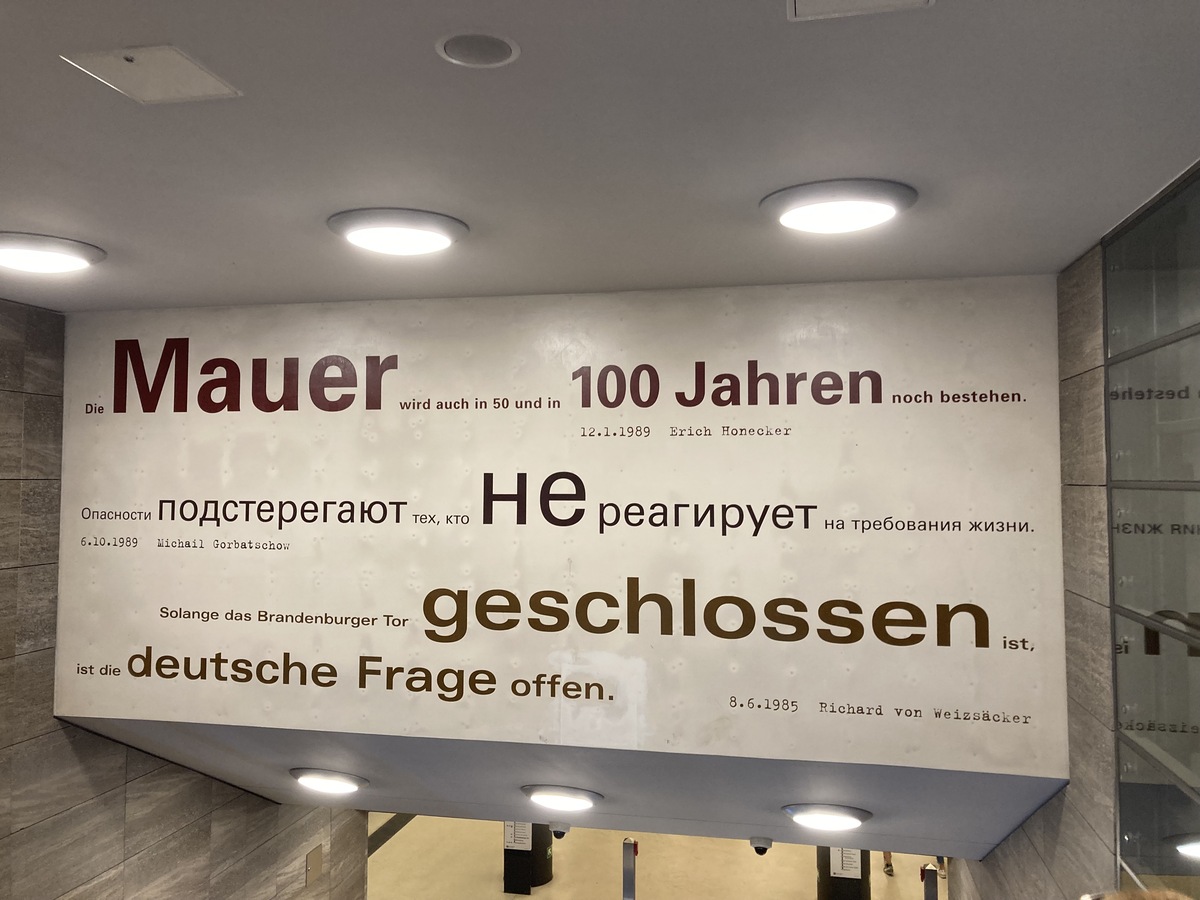 Die Mauer wird auch in 50 und in 100 Jahren noch bestehen.
12.1.1989 Erich Honecker
Опасности подстерегают тех, кто не реагирует на требования жизни.
6.10.1989 Michail Gorbatschow
Solange das Brandenburger Tor geschlossen ist,
ist die deutsche Frage offen.
8.6.1985 Richard von Weizsäcker